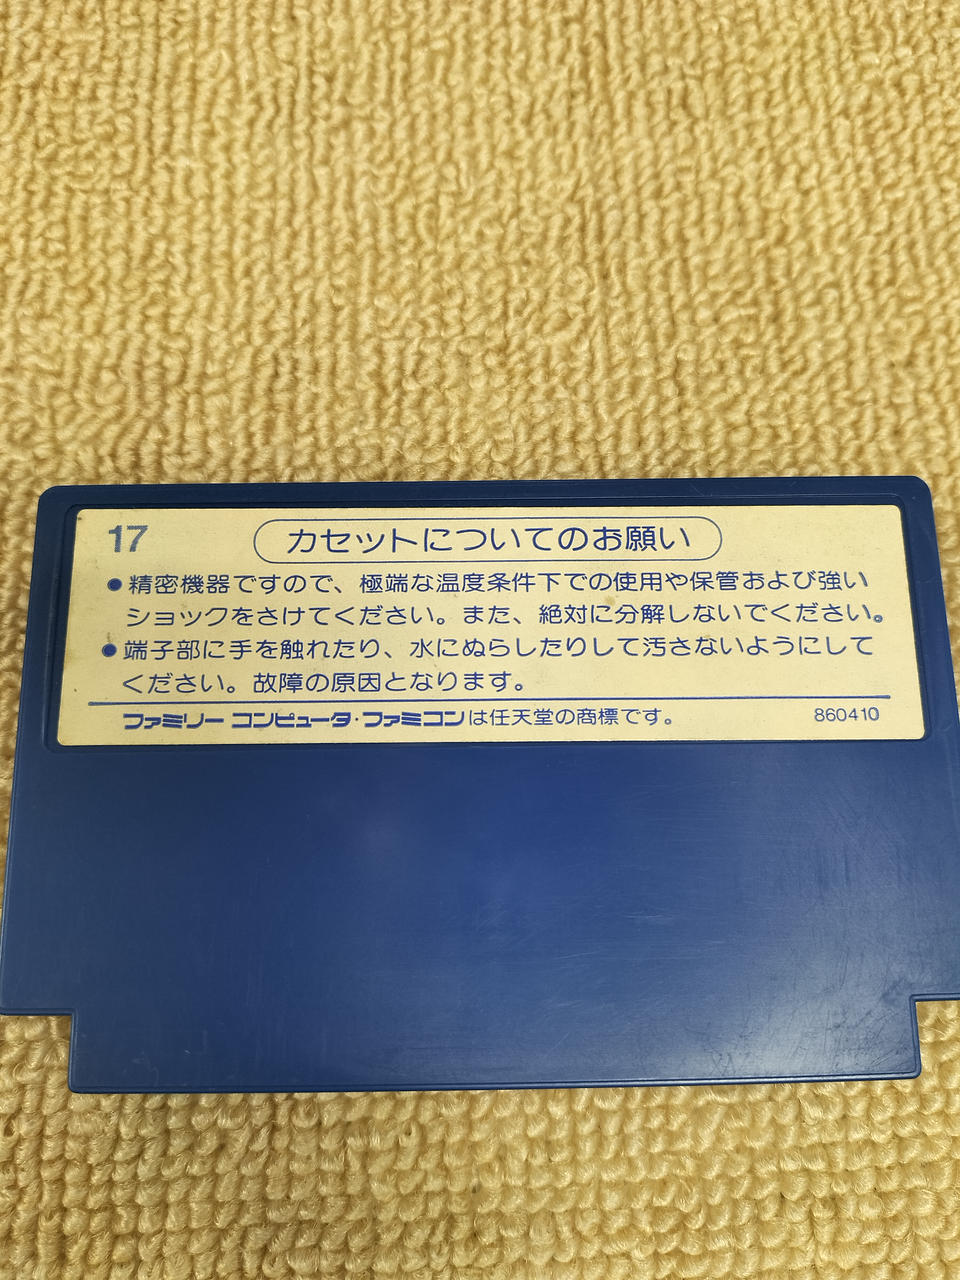 17
カセットについてのお願い
●精密機器ですので、極端な温度条件下での使用や保管および強い
ショックをさけてください。また、絶対に分解しないでください。
●端子部に手を触れたり、水にぬらしたりして汚さないようにして
ください。故障の原因となります。
ファミリー コンピュータ・ファミコンは任天堂の商標です。
860410